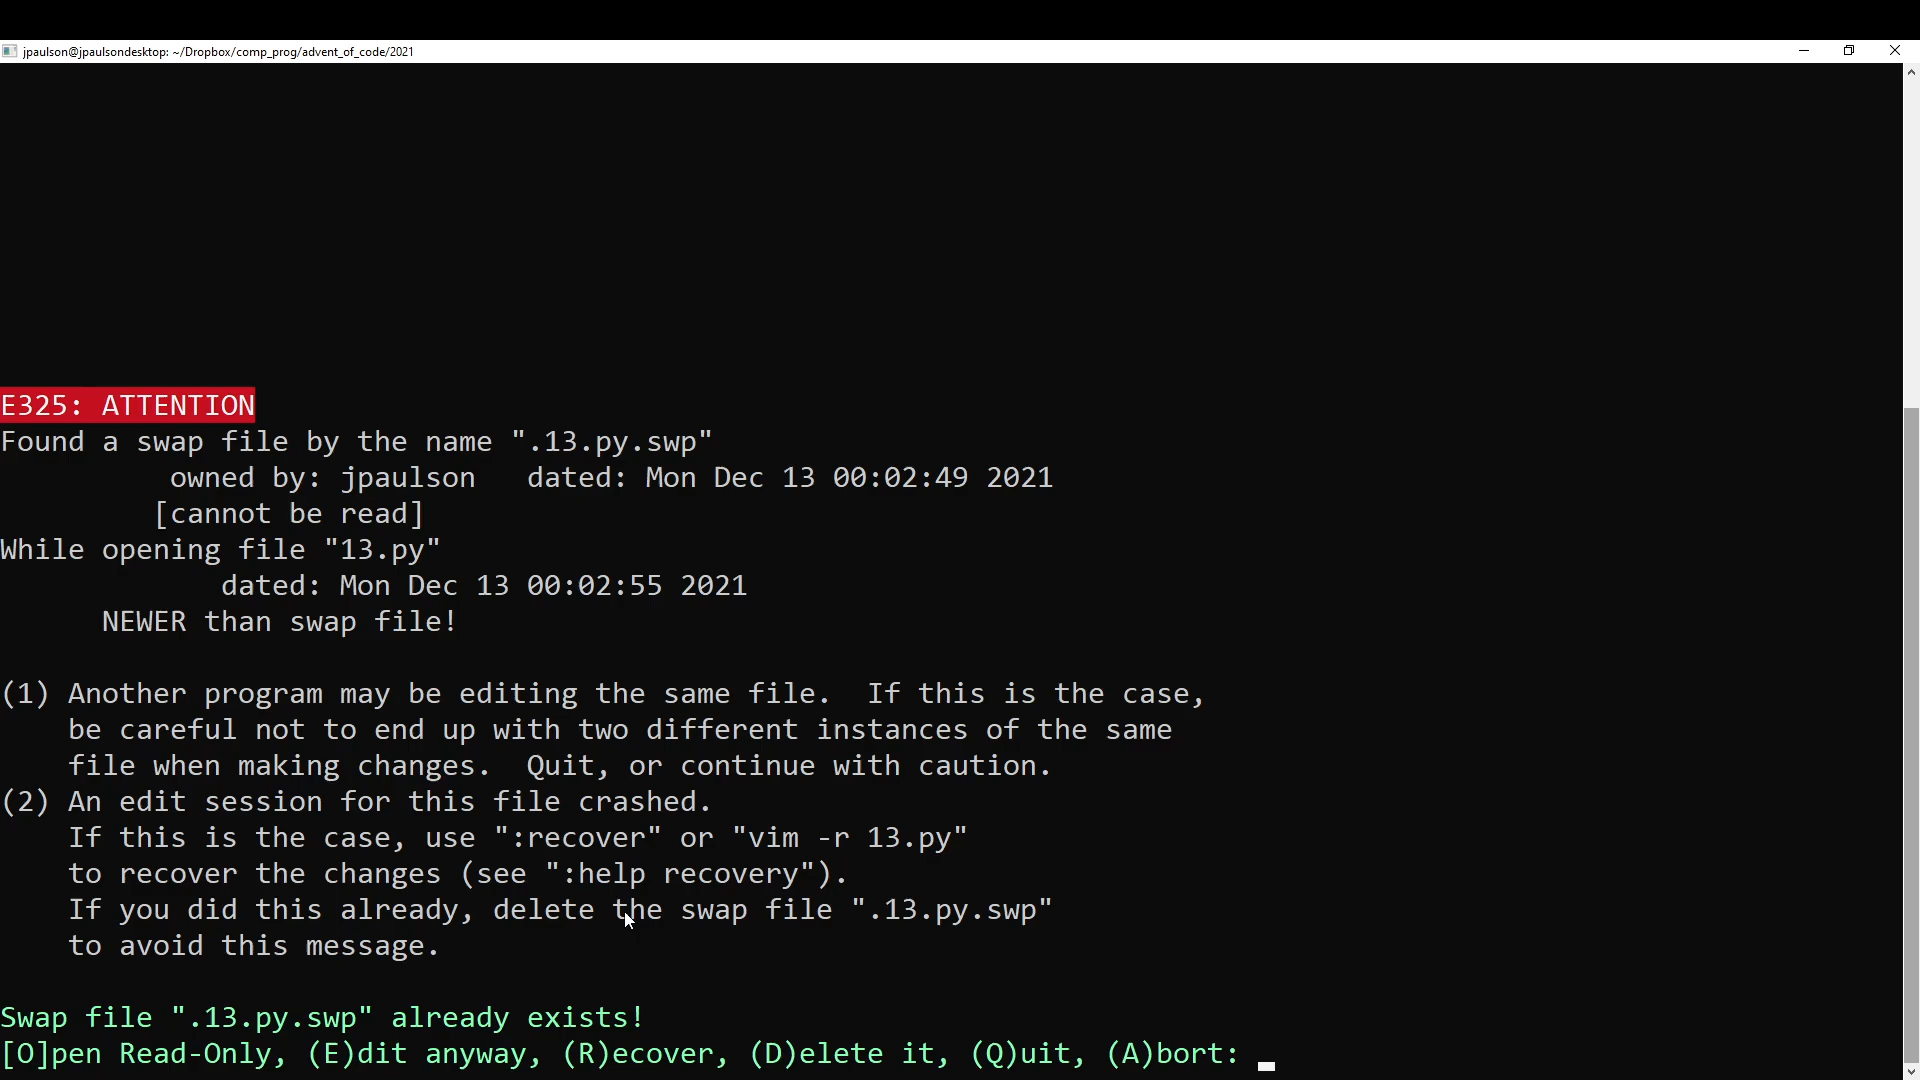 jpaulson@jpaulsondesktop: ~/Dropbox/comp_prog/advent_of_code/2021
E325: ATTENTION
Found a swap file by the name ".13.py.swp"
          owned by: jpaulson   dated: Mon Dec 13 00:02:49 2021
         [cannot be read]
While opening file "13.py"
             dated: Mon Dec 13 00:02:55 2021
      NEWER than swap file!

(1) Another program may be editing the same file.  If this is the case,
    be careful not to end up with two different instances of the same
    file when making changes.  Quit, or continue with caution.
(2) An edit session for this file crashed.
    If this is the case, use ":recover" or "vim -r 13.py"
    to recover the changes (see ":help recovery").
    If you did this already, delete the swap file ".13.py.swp"
    to avoid this message.

Swap file ".13.py.swp" already exists!
[O]pen Read-Only, (E)dit anyway, (R)ecover, (D)elete it, (Q)uit, (A)bort: